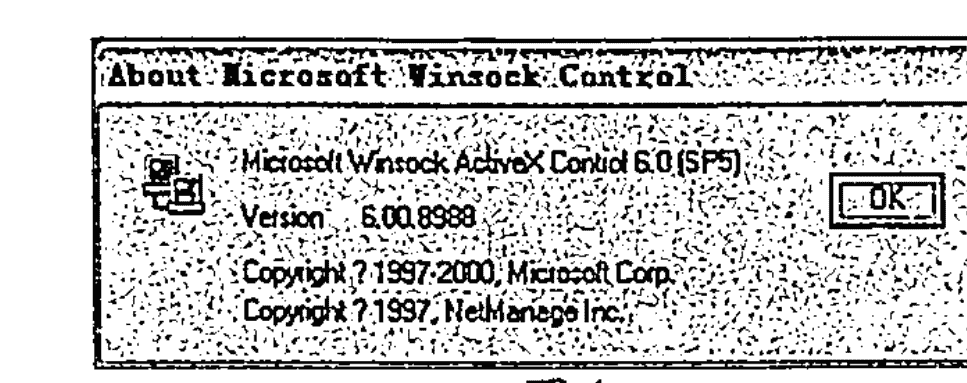 About Microsoft Winsock Control
Microsoft Winsock ActiveX Control 6.0 (SP5)
OK
Version 6.00.8988
Copyright ? 1997-2000, Microsoft Corp.
Copyright ? 1997, NetManage Inc.